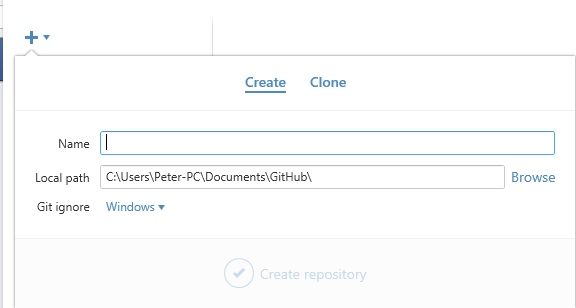 Create Clone
Name
Local path C:\Users\Peter-PC\Documents\GitHub\ Browse
Git ignore Windows
Create repository